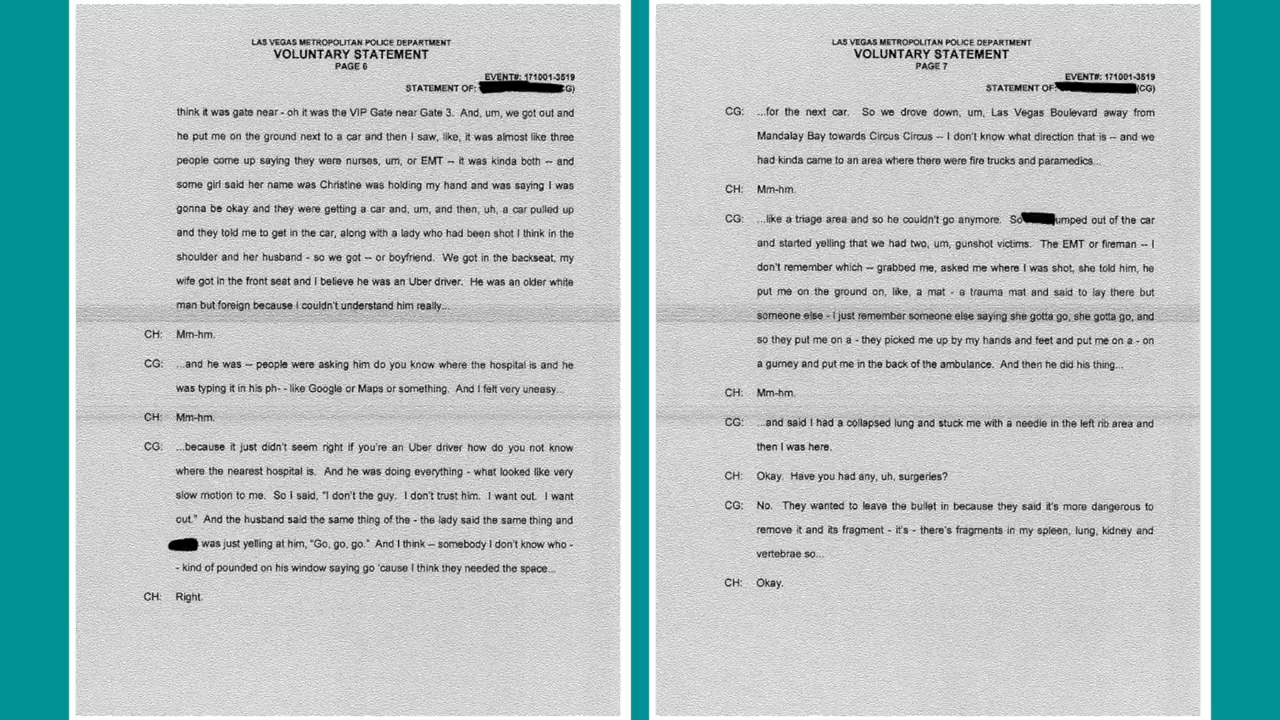 LAS VEGAS METROPOLITAN POLICE DEPARTMENT
VOLUNTARY STATEMENT
PAGE 6
EVENT#: 171001-3519
STATEMENT OF: CG)
think it was gate near - oh it was the VIP Gate near Gate 3. And, um, we got out and
he put me on the ground next to a car and then I saw, like, it was almost like three
people come up saying they were nurses, um, or EMT -- it was kinda both -- and
some girl said her name was Christine was holding my hand and was saying I was
gonna be okay and they were getting a car and, um, and then, uh, a car pulled up
and they told me to get in the car, along with a lady who had been shot I think in the
shoulder and her husband - so we got -- or boyfriend. We got in the backseat, my
wife got in the front seat and I believe he was an Uber driver. He was an older white
man but foreign because I couldn't understand him really...
CH: Mm-hm.
CG: ...and he was -- people were asking him do you know where the hospital is and he
was typing it in his ph- - like Google or Maps or something. And I felt very uneasy...
CH: Mm-hm.
CG: ...because it just didn't seem right if you're an Uber driver how do you not know
where the nearest hospital is. And he was doing everything - what looked like very
slow motion to me. So I said, "I don't the guy. I don't trust him. I want out. I want
out." And the husband said the same thing of the - the lady said the same thing and
was just yelling at him, "Go, go, go." And I think -- somebody I don't know who -
- kind of pounded on his window saying go 'cause I think they needed the space...
CH: Right.
LAS VEGAS METROPOLITAN POLICE DEPARTMENT
VOLUNTARY STATEMENT
PAGE 7
EVENT#: 171001-3519
STATEMENT OF: (CG)
CG: ...for the next car. So we drove down, um, Las Vegas Boulevard away from
Mandalay Bay towards Circus Circus -- I don't know what direction that is -- and we
had kinda came to an area where there were fire trucks and paramedics...
CH: Mm-hm.
CG: ...like a triage area and so he couldn't go anymore. So umped out of the car
and started yelling that we had two, um, gunshot victims. The EMT or fireman -- I
don't remember which -- grabbed me, asked me where I was shot, she told him, he
put me on the ground on, like, a mat - a trauma mat and said to lay there but
someone else - I just remember someone else saying she gotta go, she gotta go, and
so they put me on a - they picked me up by my hands and feet and put me on a - on
a gurney and put me in the back of the ambulance. And then he did his thing...
CH: Mm-hm.
CG: ...and said I had a collapsed lung and stuck me with a needle in the left rib area and
then I was here.
CH: Okay. Have you had any, uh, surgeries?
CG: No. They wanted to leave the bullet in because they said it's more dangerous to
remove it and its fragment - it's - there's fragments in my spleen, lung, kidney and
vertebrae so...
CH: Okay.